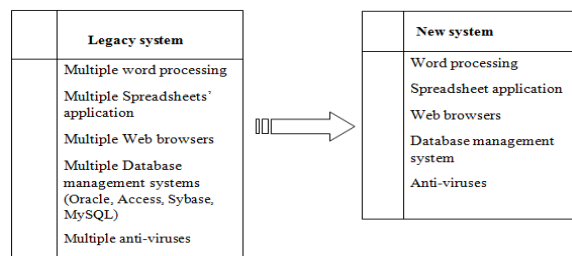 Legacy system
Multiple word processing
Multiple Spreadsheets’
application
Multiple Web browsers
Multiple Database
management systems
(Oracle, Access, Sybase,
MySQL)
Multiple anti-viruses
New system
Word processing
Spreadsheet application
Web browsers
Database management
system
Anti-viruses